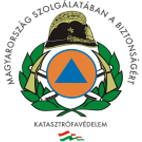 MAGYARORSZÁG SZOLGÁLATÁBAN A BIZTONSÁGÉRT
KATASZTRÓFAVÉDELEM